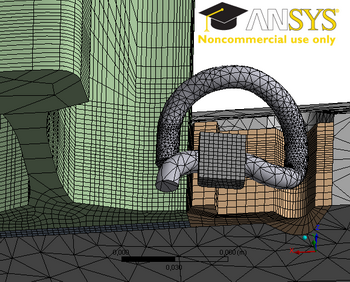 ANSYS®
Noncommercial use only
0,000
0,060 (m)
0,030